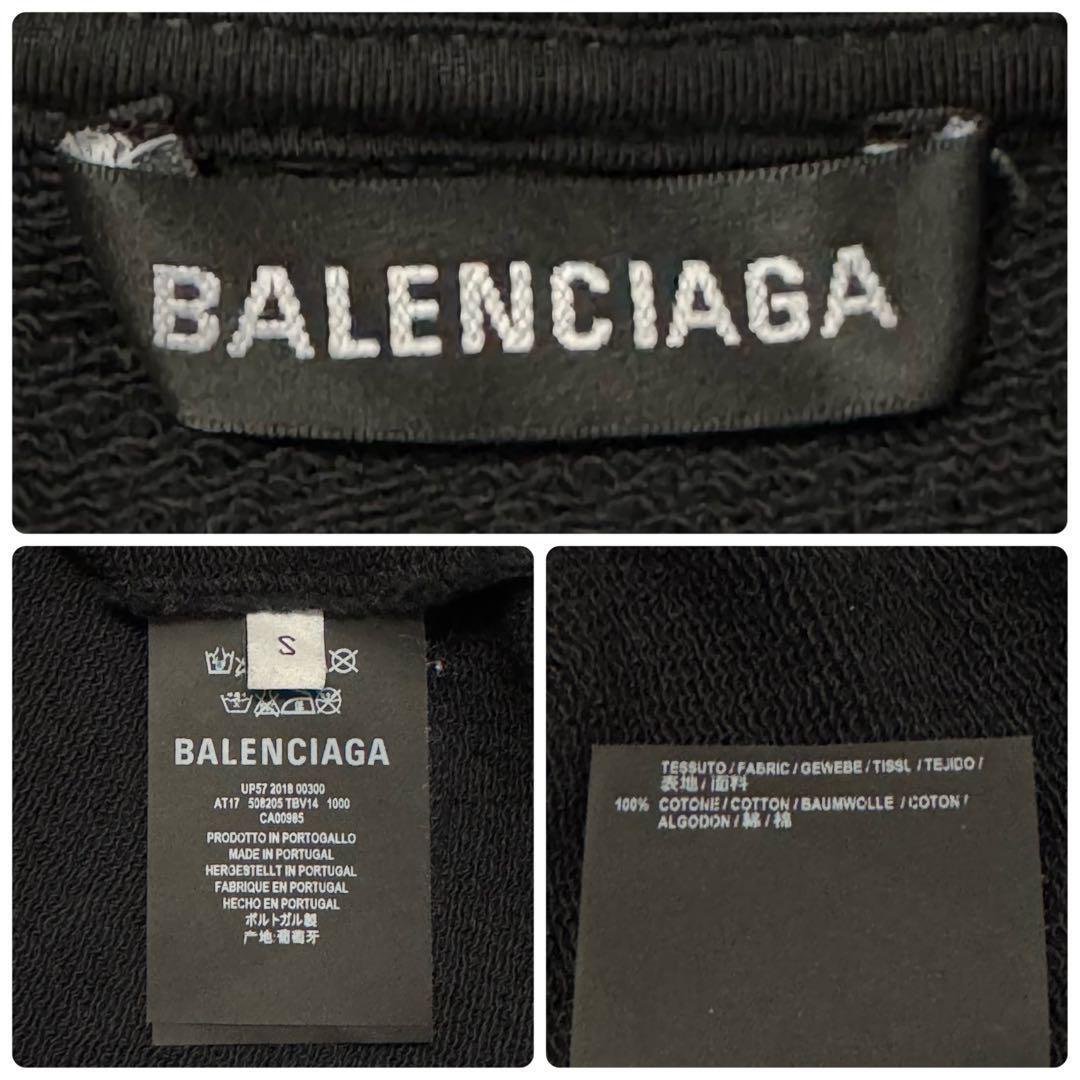 BALENCIAGA
S
BALENCIAGA
UP57 2018 00300
AT17 508205 TBV14 1000
CA00985
PRODOTTO IN PORTOGALLO
MADE IN PORTUGAL
HERGESTELLT IN PORTUGAL
FABRIQUE EN PORTUGAL
HECHO EN PORTUGAL
ポルトガル製
产地:葡萄牙
TESSUTO / FABRIC / GEWEBE / TISSU / TEJIDO /
表地 / 面料
100% COTONE / COTTON / BAUMWOLLE / COTON /
ALGODON / 綿 / 棉